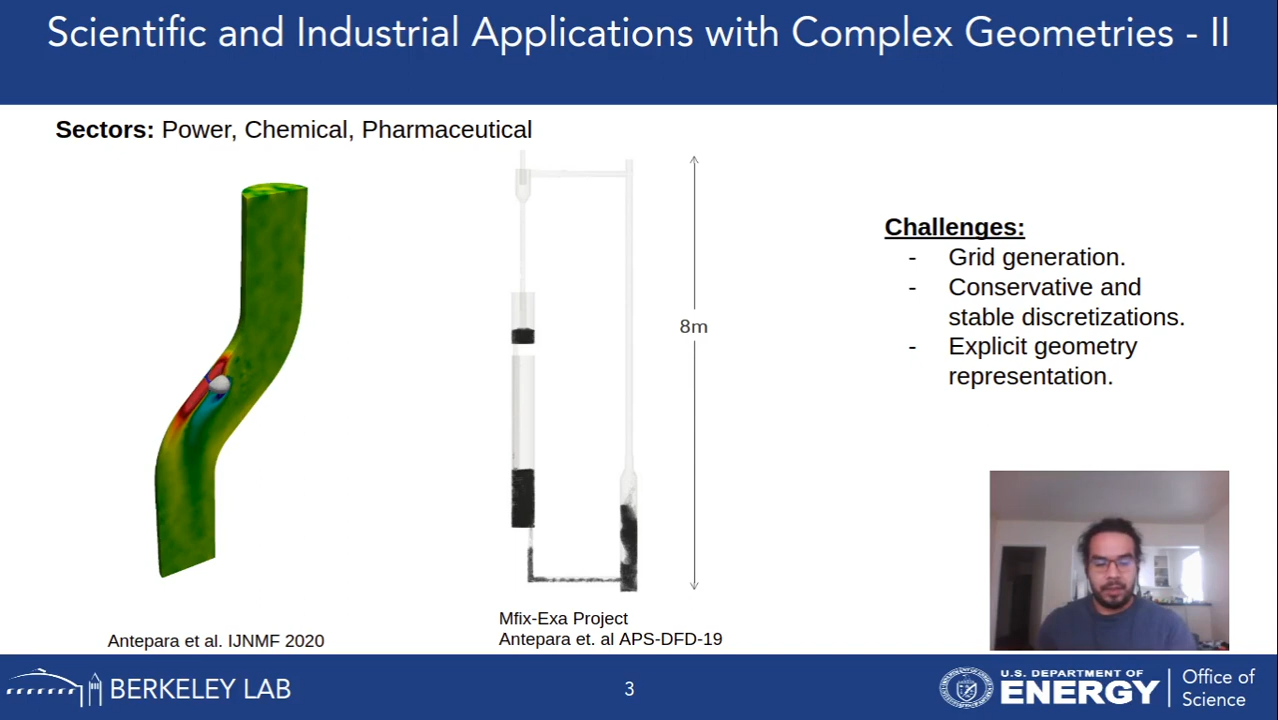 Scientific and Industrial Applications with Complex Geometries - II
Sectors: Power, Chemical, Pharmaceutical
8m
Challenges:
- Grid generation.
- Conservative and
stable discretizations.
- Explicit geometry
representation.
Antepara et al. IJNMF 2020
Mfix-Exa Project
Antepara et. al APS-DFD-19
BERKELEY LAB
3
U.S. DEPARTMENT OF
ENERGY
Office of
Science